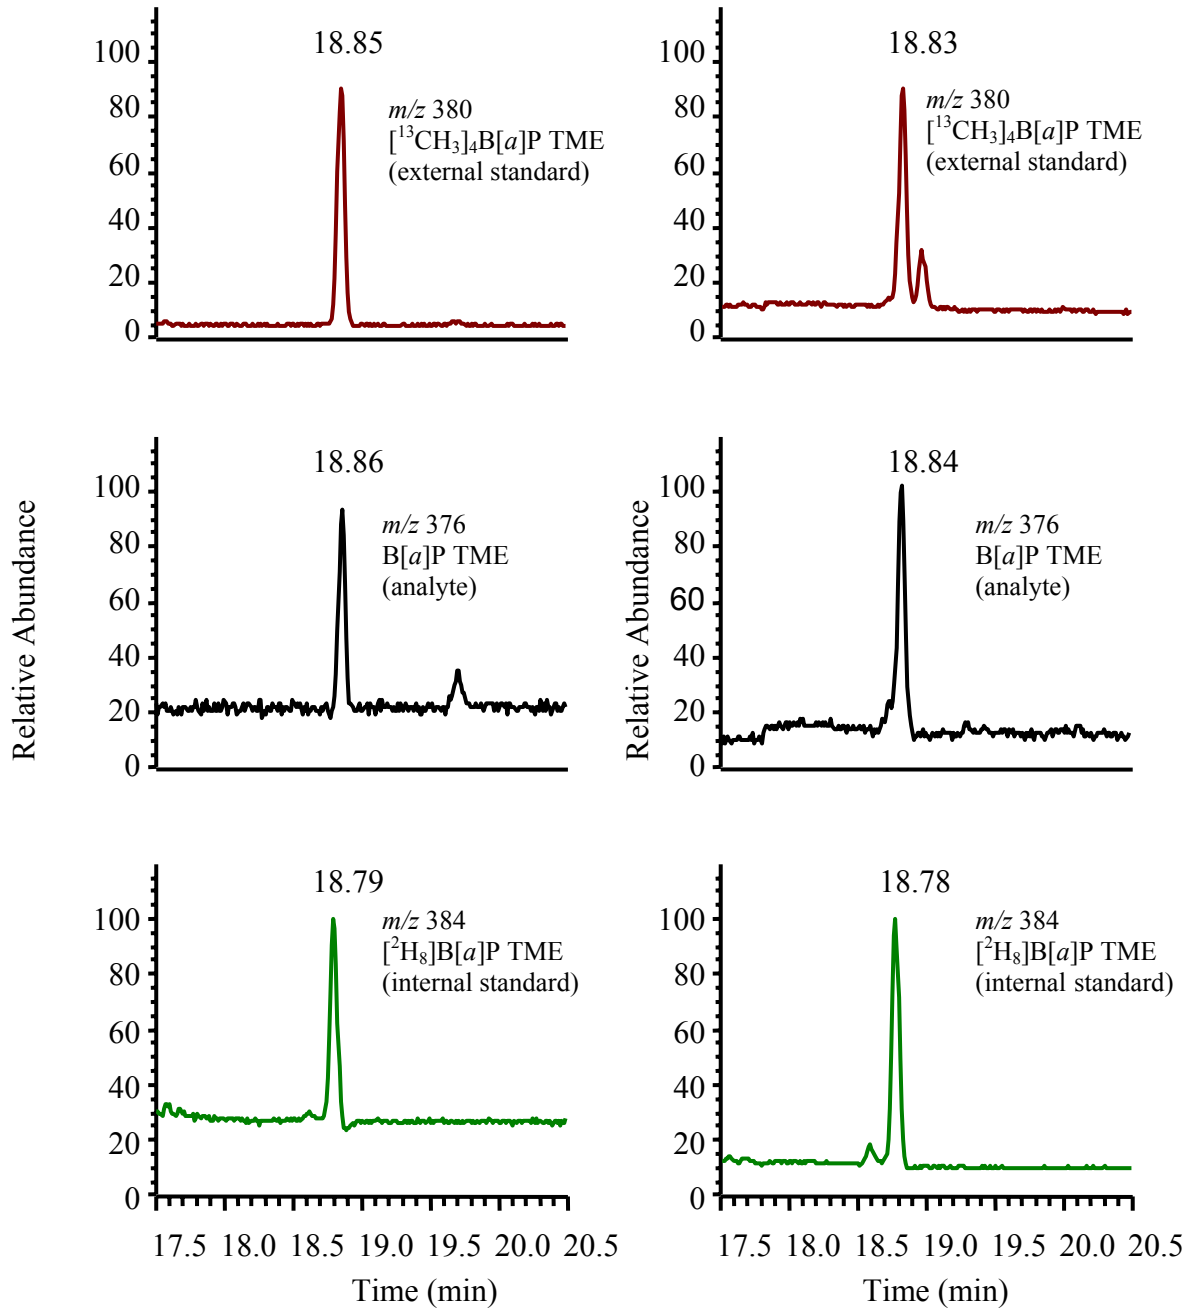 18.85
m/z 380
[¹³CH₃]₄B[a]P TME
(external standard)
100
80
60
40
20
0
18.83
m/z 380
[¹³CH₃]₄B[a]P TME
(external standard)
100
80
60
40
20
0
Relative Abundance
18.86
m/z 376
B[a]P TME
(analyte)
100
80
60
40
20
0
Relative Abundance
18.84
m/z 376
B[a]P TME
(analyte)
100
80
60
40
20
0
18.79
m/z 384
[²H₈]B[a]P TME
(internal standard)
100
80
60
40
20
0
17.5 18.0 18.5 19.0 19.5 20.0 20.5
Time (min)
18.78
m/z 384
[²H₈]B[a]P TME
(internal standard)
100
80
60
40
20
0
17.5 18.0 18.5 19.0 19.5 20.0 20.5
Time (min)